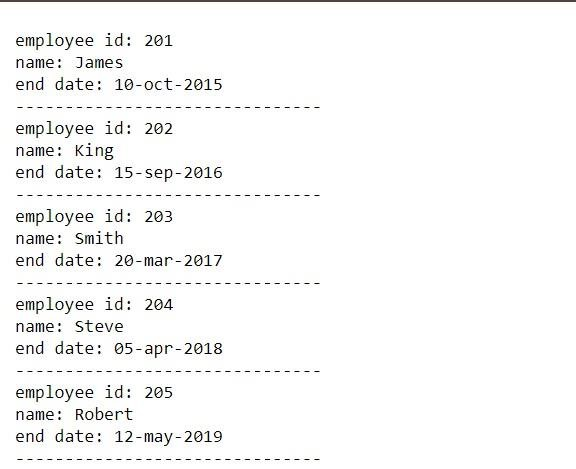 employee id: 201
name: James
end date: 10-oct-2015
-------------------------------
employee id: 202
name: King
end date: 15-sep-2016
-------------------------------
employee id: 203
name: Smith
end date: 20-mar-2017
-------------------------------
employee id: 204
name: Steve
end date: 05-apr-2018
-------------------------------
employee id: 205
name: Robert
end date: 12-may-2019
-------------------------------